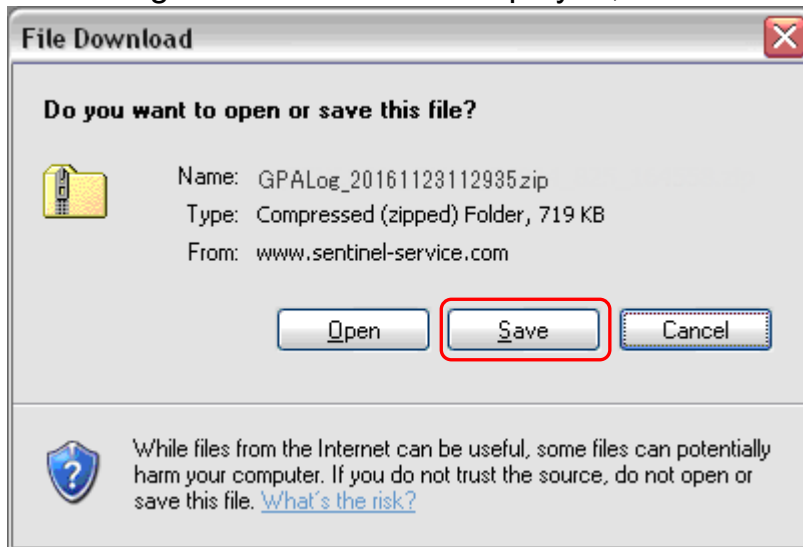 File Download
Do you want to open or save this file?
Name: GPALog_20161123112935zip
Type: Compressed (zipped) Folder, 719 KB
From: www.sentinel-service.com
Open Save Cancel
While files from the Internet can be useful, some files can potentially
harm your computer. If you do not trust the source, do not open or
save this file. What's the risk?